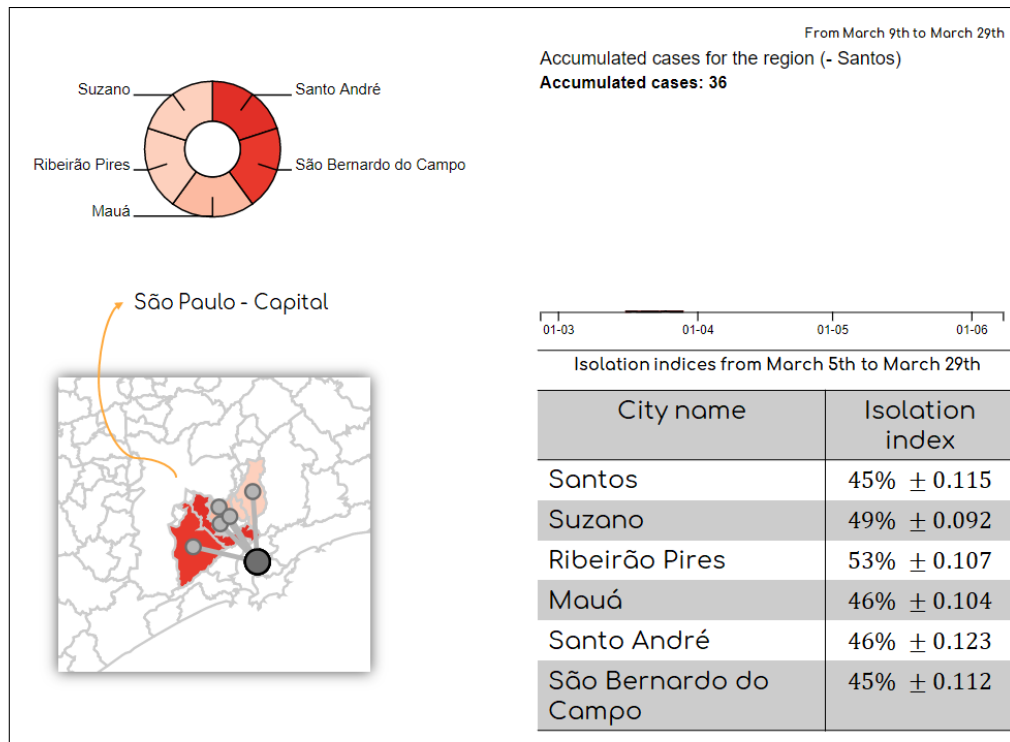 From March 9th to March 29th
Accumulated cases for the region (- Santos)
Accumulated cases: 36
Suzano
Santo André
Ribeirão Pires
São Bernardo do Campo
Mauá
São Paulo - Capital
01-03 01-04 01-05 01-06
Isolation indices from March 5th to March 29th
City name Isolation
index
Santos 45% ± 0.115
Suzano 49% ± 0.092
Ribeirão Pires 53% ± 0.107
Mauá 46% ± 0.104
Santo André 46% ± 0.123
São Bernardo do 45% ± 0.112
Campo